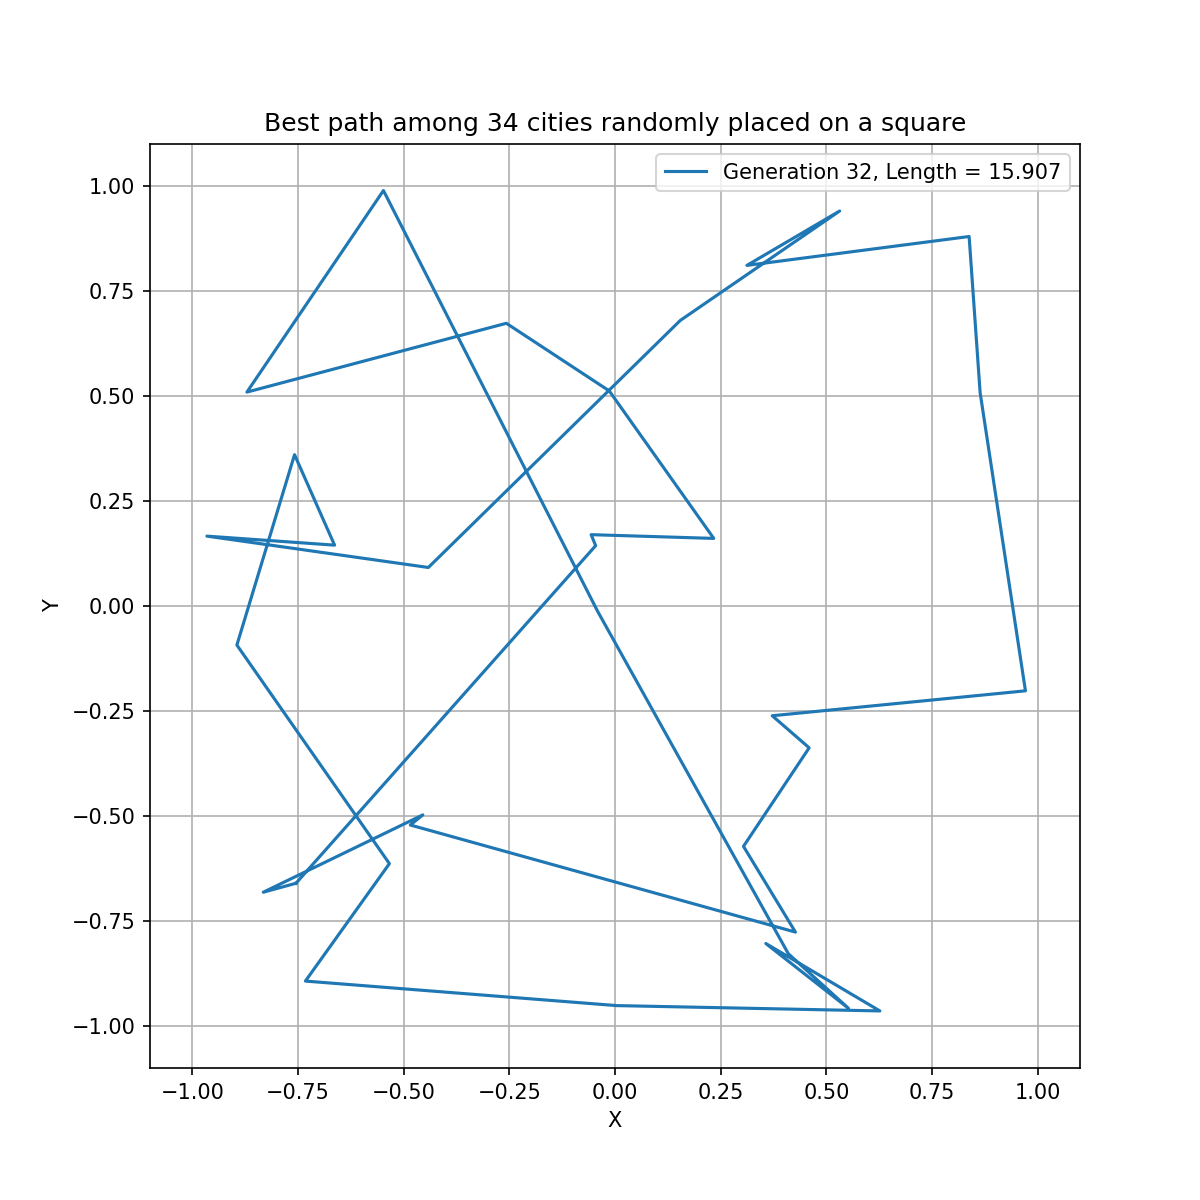 Best path among 34 cities randomly placed on a square
Generation 32, Length = 15.907
1.00
0.75
0.50
0.25
0.00
−0.25
−0.50
−0.75
−1.00
Y
−1.00 −0.75 −0.50 −0.25 0.00 0.25 0.50 0.75 1.00
X